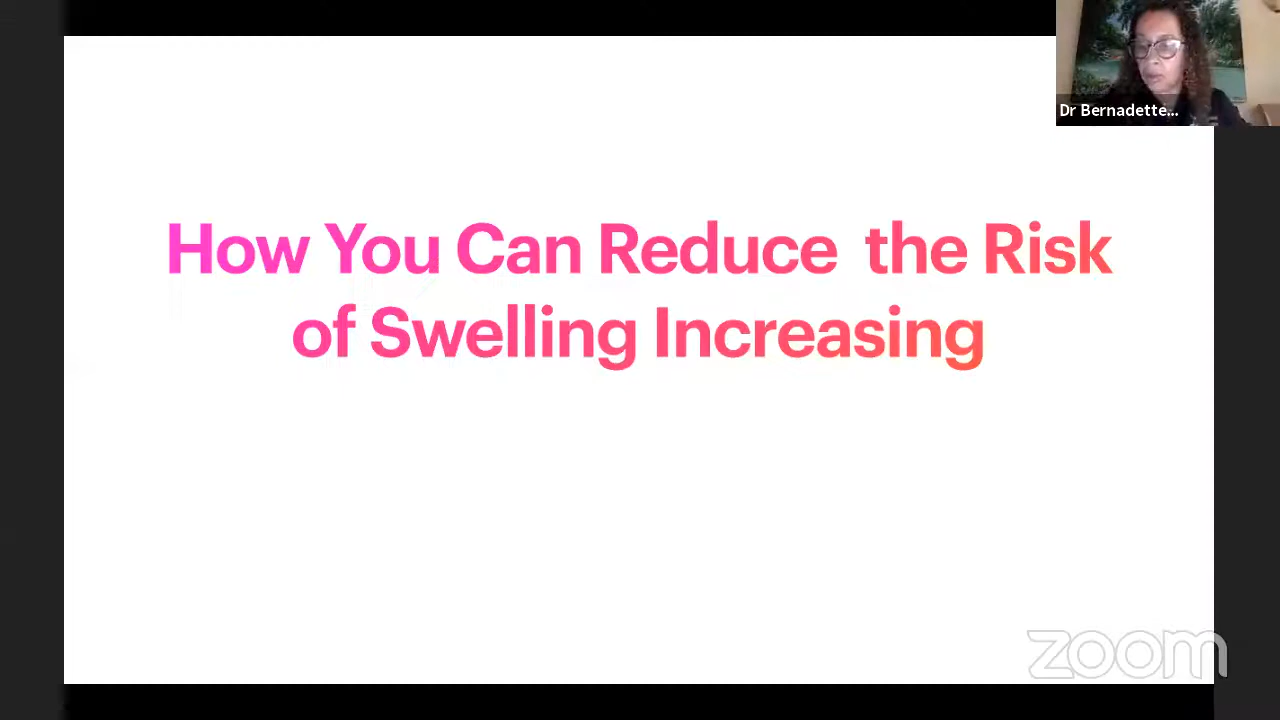 Dr Bernadette...
How You Can Reduce the Risk
of Swelling Increasing
zoom